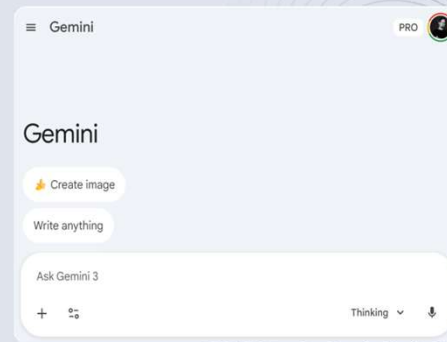 Gemini
PRO
Gemini
Create image
Write anything
Ask Gemini 3
Thinking